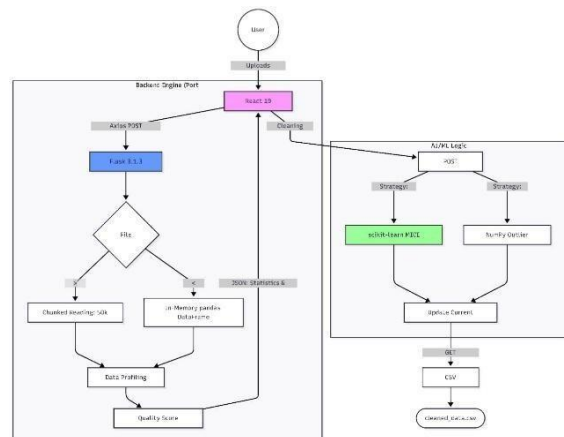 User
Uploads
Backend Engine (Port
React 19
Axios POST
Cleaning
AI/ML Logic
Flask 3.1.3
POST
Strategy:
Strategy:
File
scikit-learn MICE
NumPy Outlier
>
<
JSON: Statistics &
Chunked Reading: 50k
In-Memory pandas
DataFrame
Update Current
GET
Data Profiling
CSV
Quality Score
cleaned_data.csv